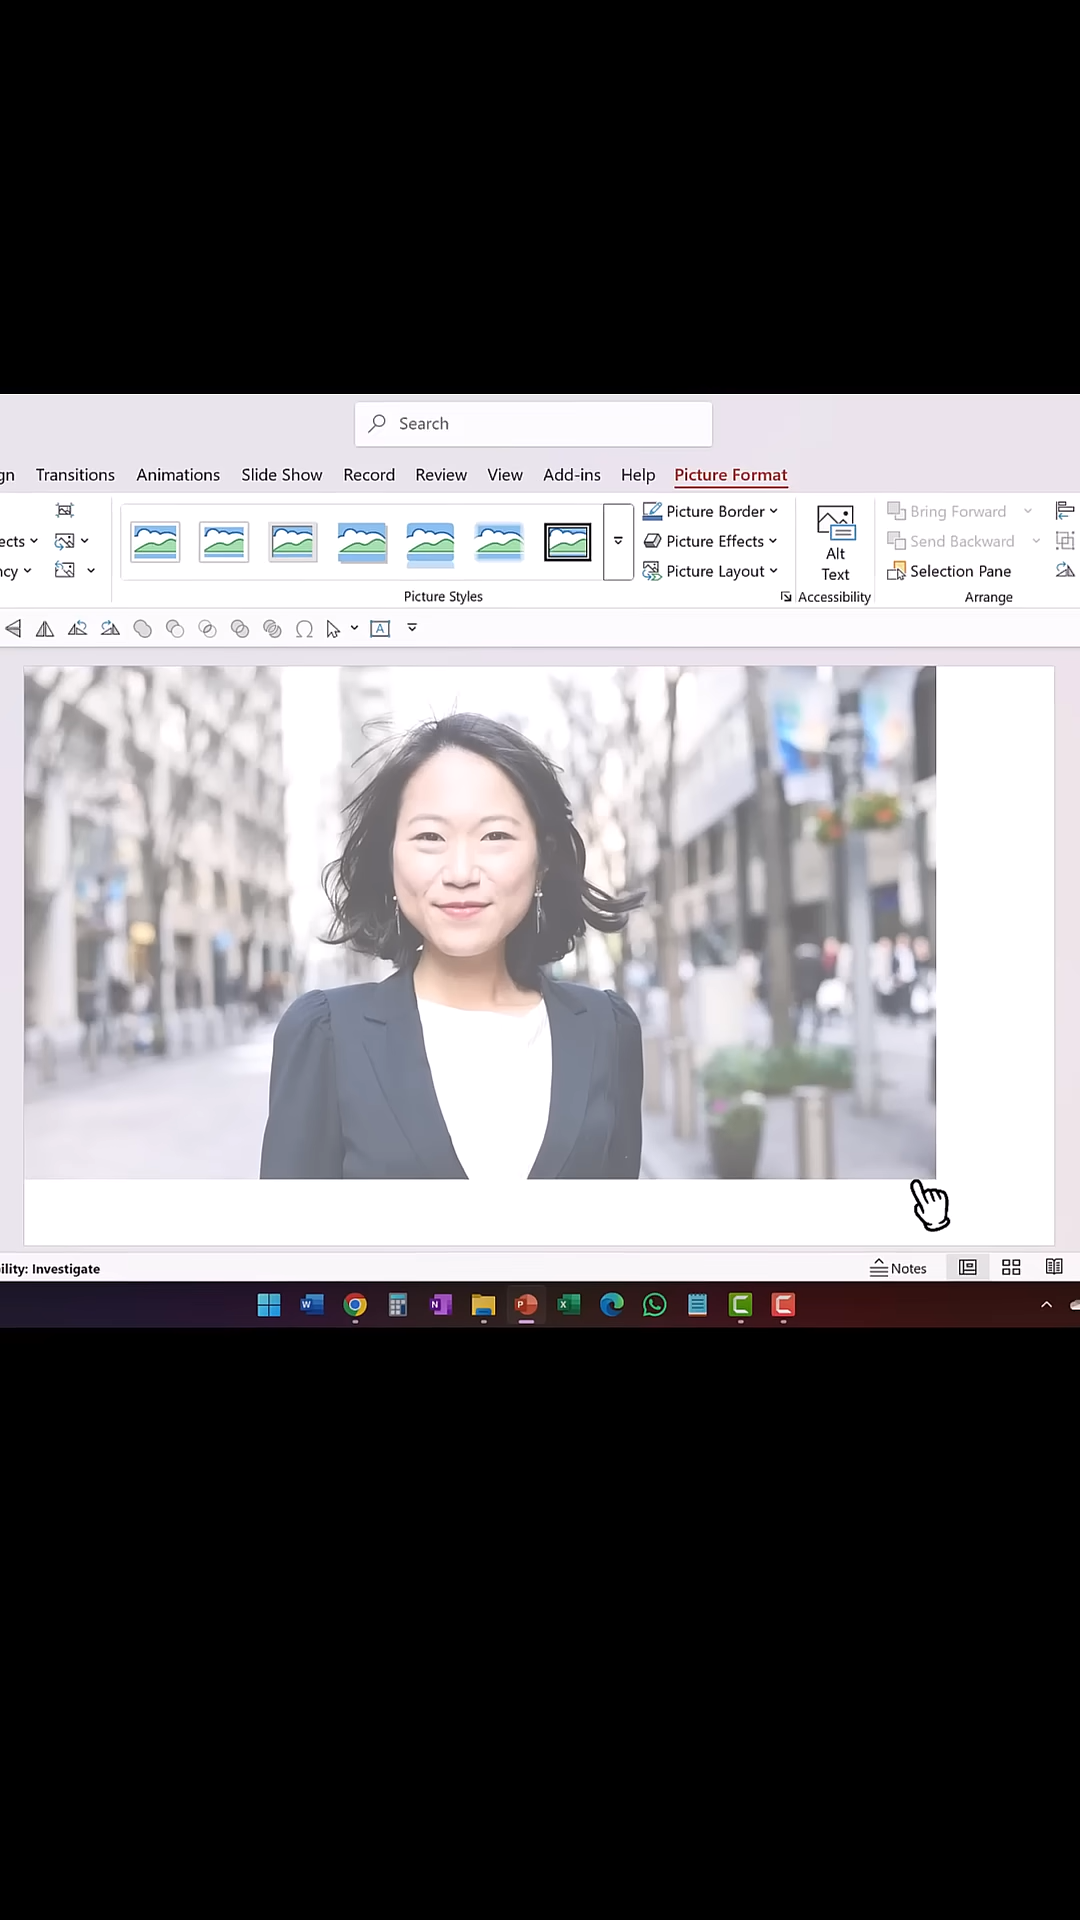 Search
gn Transitions Animations Slide Show Record Review View Add-ins Help Picture Format
ects
ncy
Picture Border
Picture Effects
Picture Layout
Picture Styles
Alt
Text
Accessibility
Bring Forward
Send Backward
Selection Pane
Arrange
A
ility: Investigate
Notes
W
N
P
X
C
C